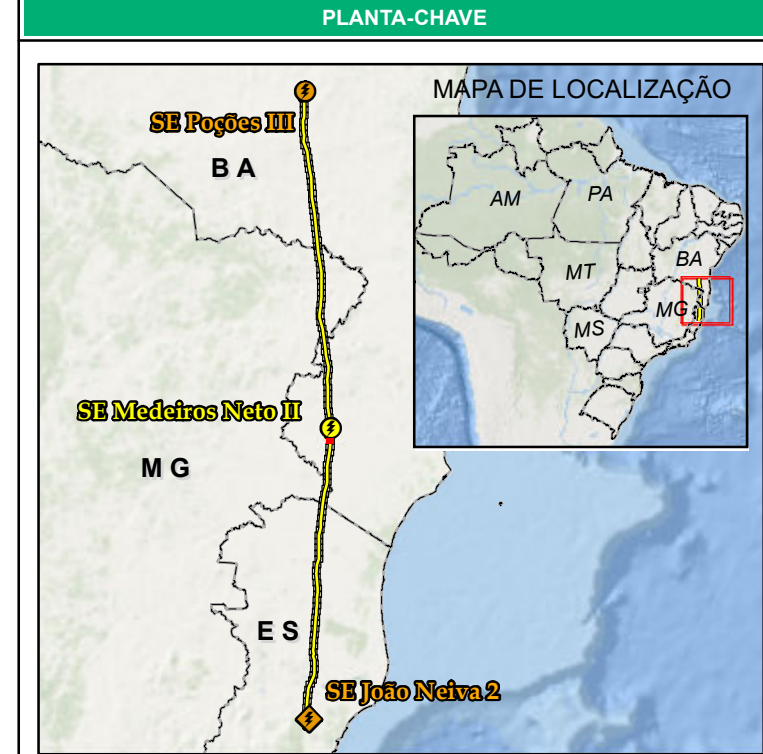 PLANTA-CHAVE
MAPA DE LOCALIZAÇÃO
SE Poções III
B A
AM
PA
BA
MT
MG
MS
SE Medeiros Neto II
M G
E S
SE João Neiva 2